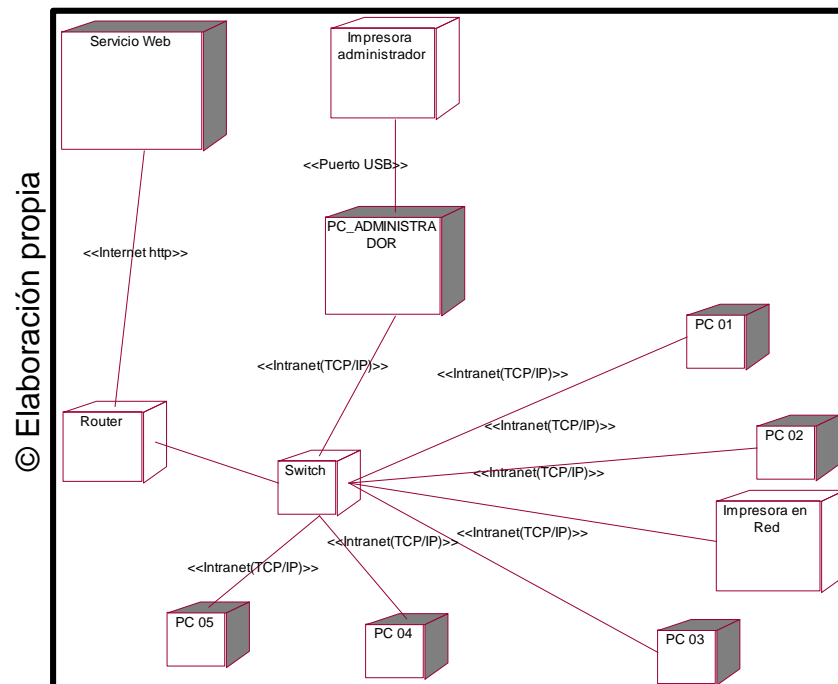 © Elaboración propia
Servicio Web
Impresora
administrador
<<Puerto USB>>
PC_ADMINISTRA
DOR
<<Internet http>>
PC 01
<<Intranet(TCP/IP)>>
<<Intranet(TCP/IP)>>
Router
<<Intranet(TCP/IP)>>
PC 02
Switch
<<Intranet(TCP/IP)>>
Impresora en
Red
<<Intranet(TCP/IP)>>
<<Intranet(TCP/IP)>>
<<Intranet(TCP/IP)>>
PC 05
PC 04
PC 03